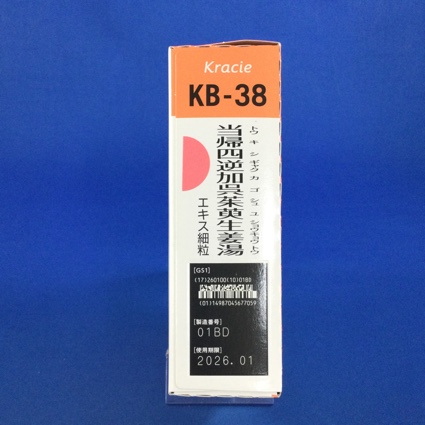 Kracie
KB-38
当帰四逆加呉茱萸生姜湯
トウキシギャクカゴシュユショウキョウトウ
エキス細粒
[GS1]
(17)260100(10)01BD
(01)14987045677059
[製造番号]
01BD
[使用期限]
2026.01